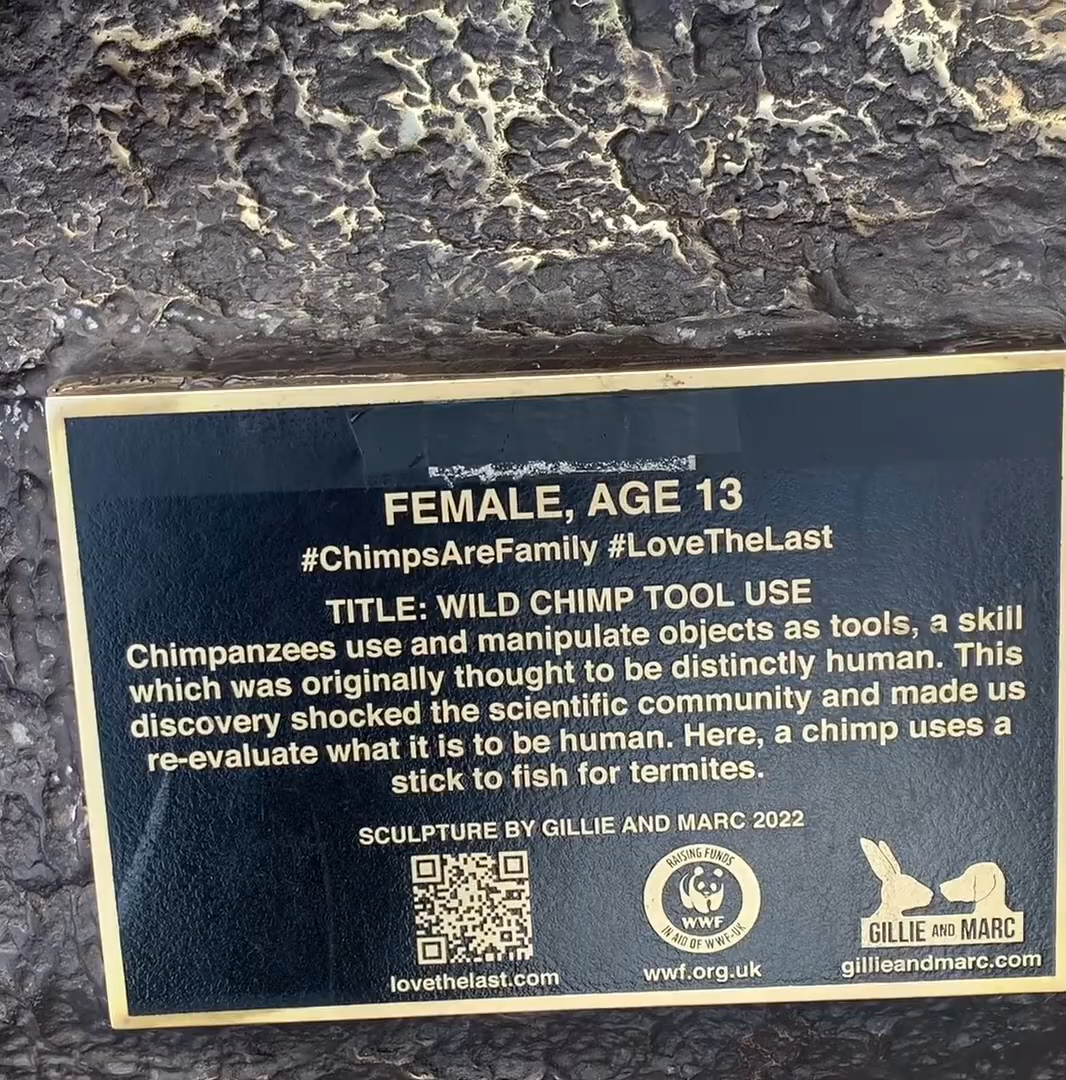 FEMALE, AGE 13
#ChimpsAreFamily #LoveTheLast
TITLE: WILD CHIMP TOOL USE
Chimpanzees use and manipulate objects as tools, a skill
which was originally thought to be distinctly human. This
discovery shocked the scientific community and made us
re-evaluate what it is to be human. Here, a chimp uses a
stick to fish for termites.
SCULPTURE BY GILLIE AND MARC 2022
RAISING FUNDS
WWF
IN AID OF WWF-UK
GILLIE AND MARC
lovethelast.com
wwf.org.uk
gillieandmarc.com